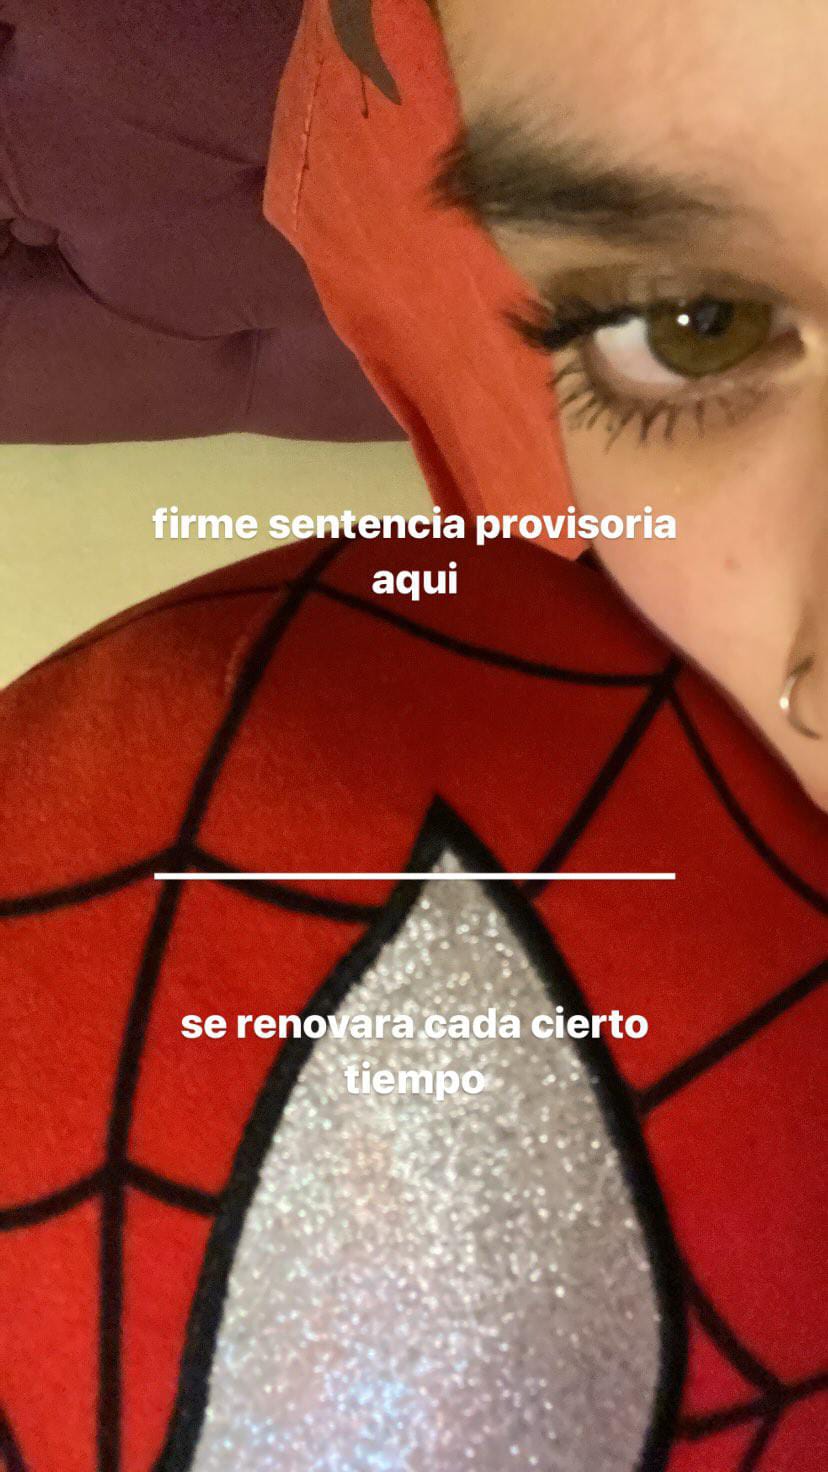 firme sentencia provisoria
aqui
se renovara cada cierto
tiempo